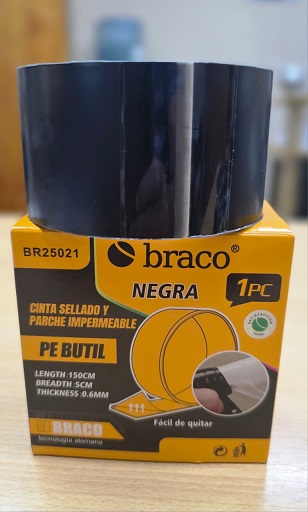 BR25021
braco®
NEGRA
1PC
CINTA SELLADO Y
PARCHE IMPERMEABLE
PE BUTIL
LENGTH:150CM
BREADTH:5CM
THICKNESS:0.6MM
Fácil de quitar
BRACO
tecnología alemana